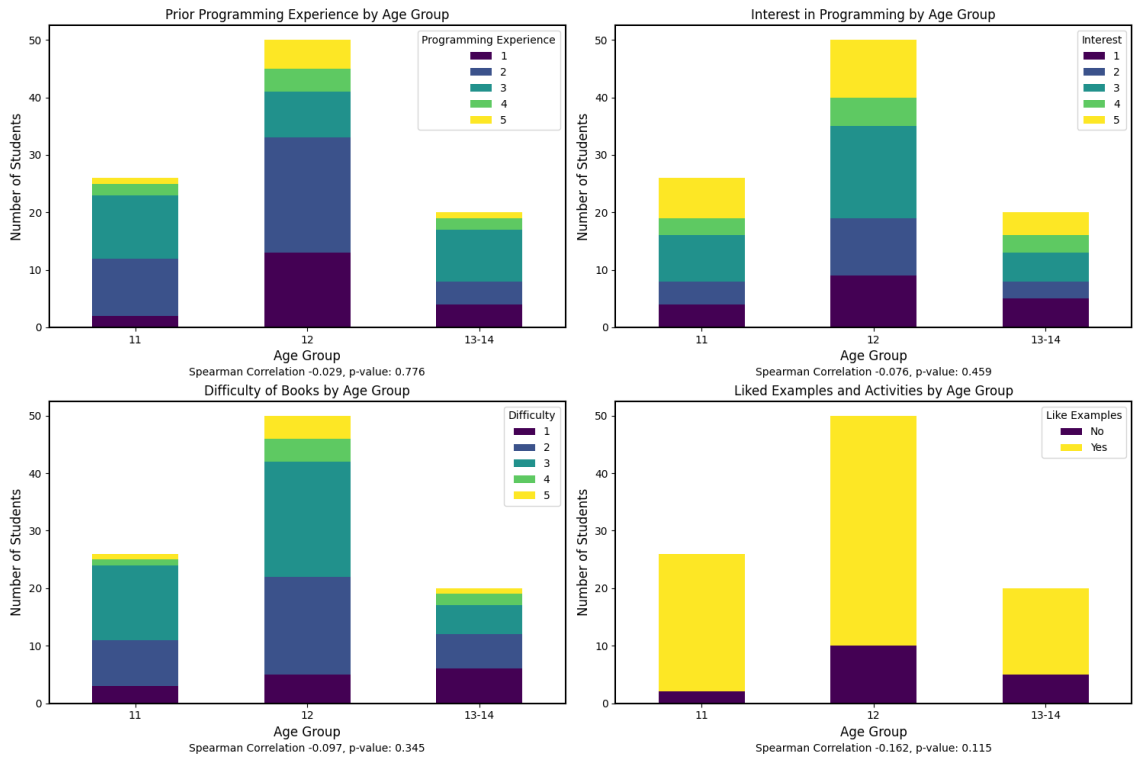 Prior Programming Experience by Age Group
Number of Students
50
40
30
20
10
0
Programming Experience
1
2
3
4
5
11
12
13-14
Age Group
Spearman Correlation -0.029, p-value: 0.776
Interest in Programming by Age Group
Number of Students
50
40
30
20
10
0
Interest
1
2
3
4
5
11
12
13-14
Age Group
Spearman Correlation -0.076, p-value: 0.459
Difficulty of Books by Age Group
Number of Students
50
40
30
20
10
0
Difficulty
1
2
3
4
5
11
12
13-14
Age Group
Spearman Correlation -0.097, p-value: 0.345
Liked Examples and Activities by Age Group
Number of Students
50
40
30
20
10
0
Like Examples
No
Yes
11
12
13-14
Age Group
Spearman Correlation -0.162, p-value: 0.115